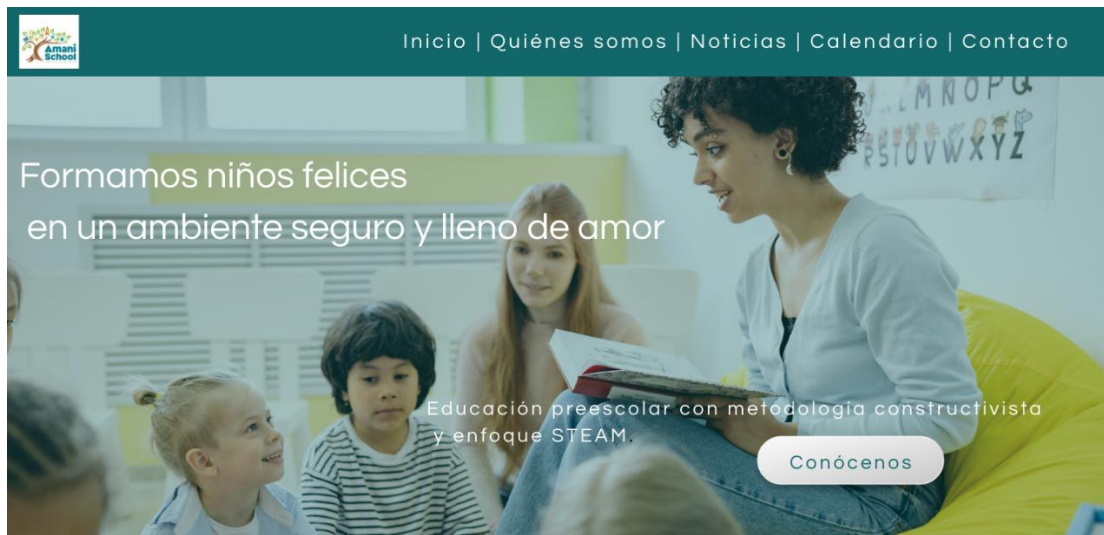 Amani
School
Inicio | Quiénes somos | Noticias | Calendario | Contacto
M N O P Q
R S T U V W X Y Z
Formamos niños felices
en un ambiente seguro y lleno de amor
Educación preescolar con metodología constructivista
y enfoque STEAM.
Conócenos